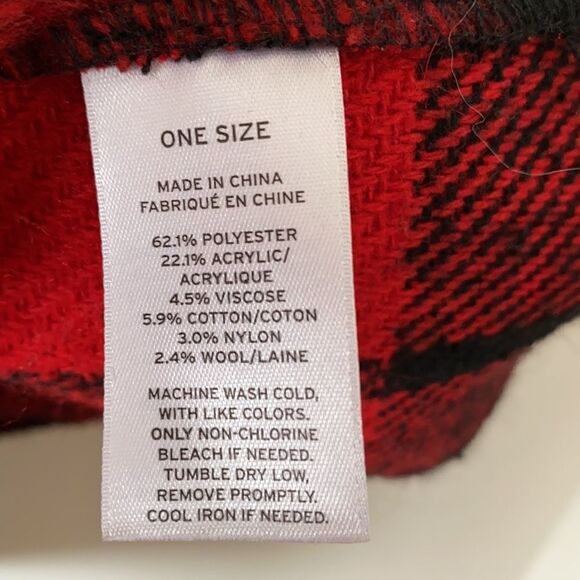 ONE SIZE
MADE IN CHINA
FABRIQUÉ EN CHINE
62.1% POLYESTER
22.1% ACRYLIC/
ACRYLIQUE
4.5% VISCOSE
5.9% COTTON/COTON
3.0% NYLON
2.4% WOOL/LAINE
MACHINE WASH COLD,
WITH LIKE COLORS.
ONLY NON-CHLORINE
BLEACH IF NEEDED.
TUMBLE DRY LOW,
REMOVE PROMPTLY.
COOL IRON IF NEEDED.